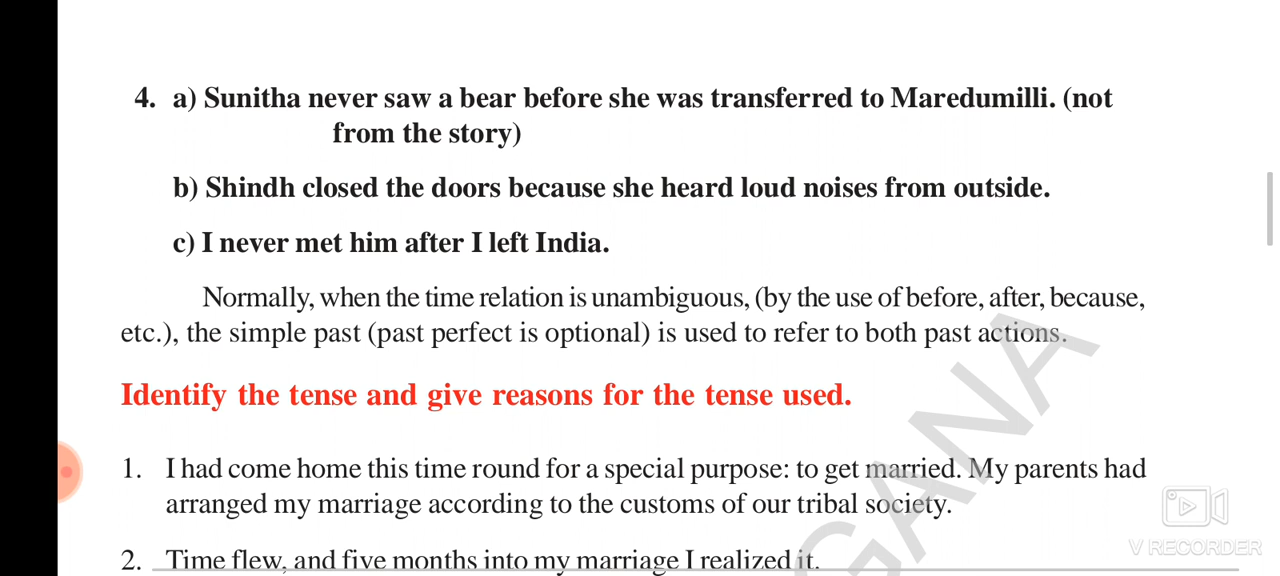 4. a) Sunitha never saw a bear before she was transferred to Maredumilli. (not
from the story)
b) Shindh closed the doors because she heard loud noises from outside.
c) I never met him after I left India.
Normally, when the time relation is unambiguous, (by the use of before, after, because,
etc.), the simple past (past perfect is optional) is used to refer to both past actions.
Identify the tense and give reasons for the tense used.
1. I had come home this time round for a special purpose: to get married. My parents had
arranged my marriage according to the customs of our tribal society.
2. Time flew, and five months into my marriage I realized it.
GANA
V RECORDER